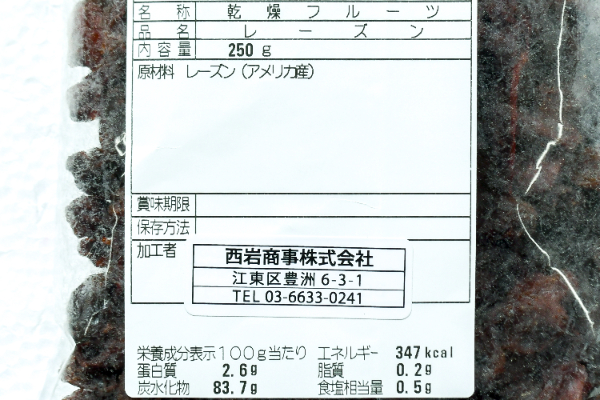 名称 乾燥フルーツ
品名 レーズン
内容量 250g
原材料 レーズン（アメリカ産）
賞味期限
保存方法
加工者 西岩商事株式会社
江東区豊洲 6-3-1
TEL 03-6633-0241
栄養成分表示100g当たり エネルギー 347kcal
蛋白質 2.6g 脂質 0.2g
炭水化物 83.7g 食塩相当量 0.5g